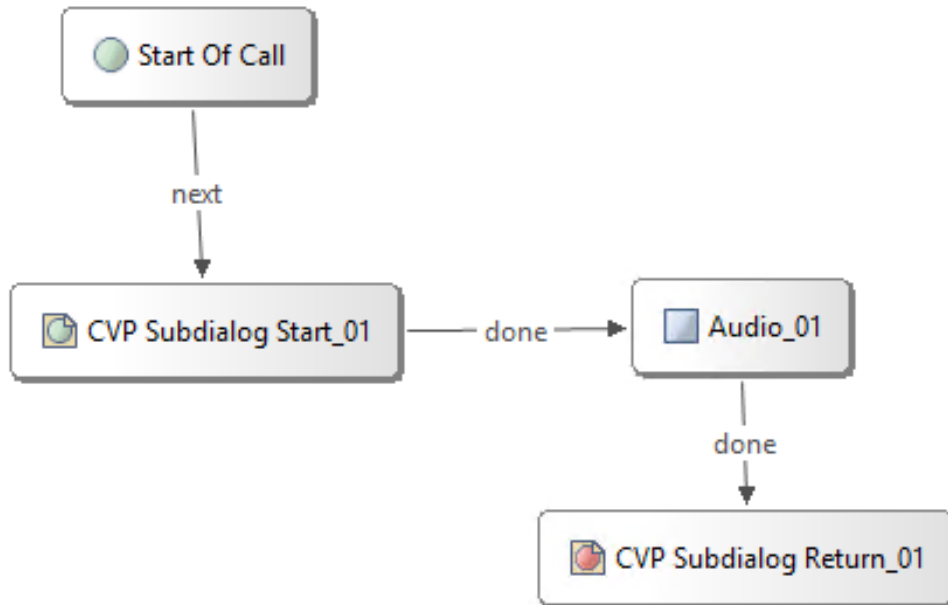 Start Of Call
next
CVP Subdialog Start_01
done
Audio_01
done
CVP Subdialog Return_01